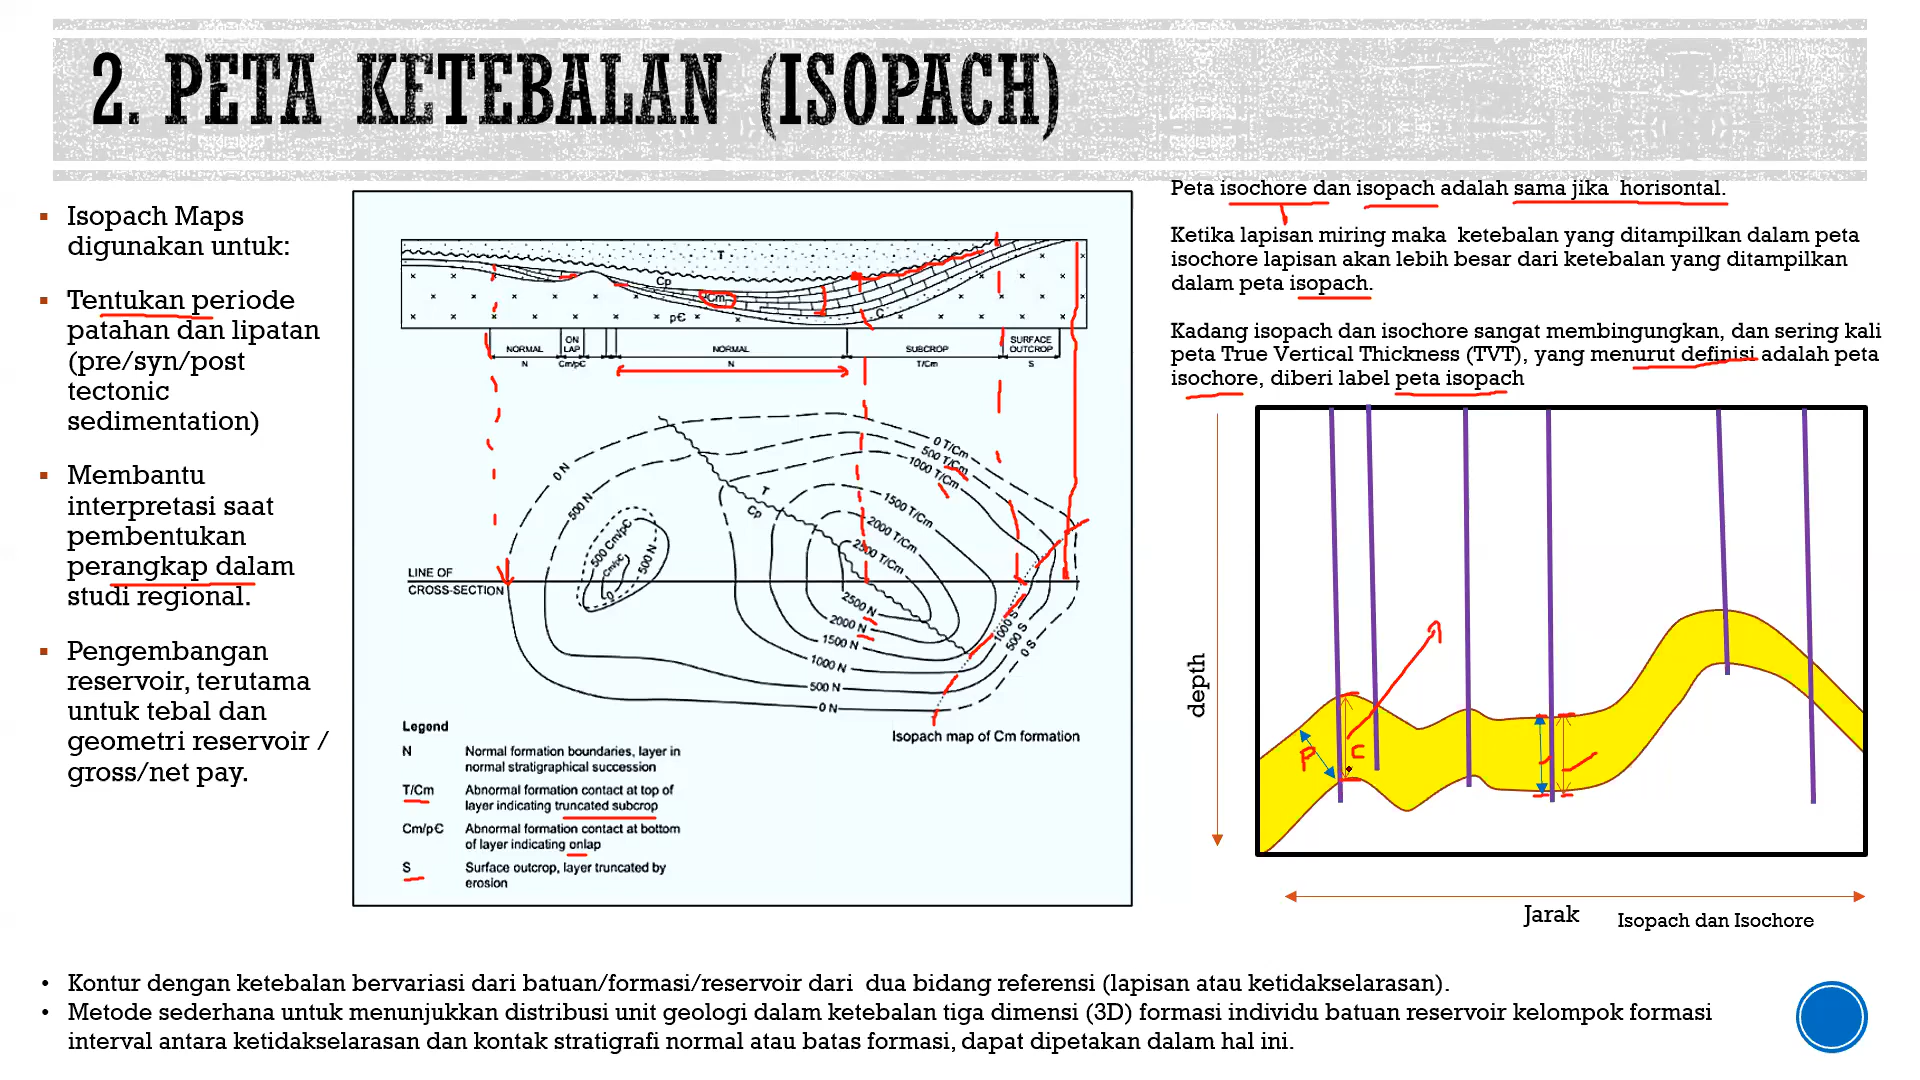 2. PETA KETEBALAN (ISOPACH)
▪ Isopach Maps
digunakan untuk:
▪ Tentukan periode
patahan dan lipatan
(pre/syn/post
tectonic
sedimentation)
▪ Membantu
interpretasi saat
pembentukan
perangkap dalam
studi regional.
▪ Pengembangan
reservoir, terutama
untuk tebal dan
geometri reservoir /
gross/net pay.
T
Cp
Cm
C
p€
NORMAL
ON
LAP
NORMAL
SUBCROP
SURFACE
OUTCROP
N
Cm/p€
N
T/Cm
S
0 N
500 N
0 T/Cm
500 T/Cm
1000 T/Cm
1500 T/Cm
2000 T/Cm
2500 T/Cm
T
Cp
500 Cm/p€
Cm/p€
0
500 N
LINE OF
CROSS-SECTION
2500 N
2000 N
1500 N
1000 N
500 N
0 N
1000 S
500 S
0 S
Isopach map of Cm formation
Legend
N Normal formation boundaries, layer in
normal stratigraphical succession
T/Cm Abnormal formation contact at top of
layer indicating truncated subcrop
Cm/p€ Abnormal formation contact at bottom
of layer indicating onlap
S Surface outcrop, layer truncated by
erosion
Peta isochore dan isopach adalah sama jika horisontal.
Ketika lapisan miring maka ketebalan yang ditampilkan dalam peta
isochore lapisan akan lebih besar dari ketebalan yang ditampilkan
dalam peta isopach.
Kadang isopach dan isochore sangat membingungkan, dan sering kali
peta True Vertical Thickness (TVT), yang menurut definisi adalah peta
isochore, diberi label peta isopach
depth
P
C
Jarak
Isopach dan Isochore
• Kontur dengan ketebalan bervariasi dari batuan/formasi/reservoir dari dua bidang referensi (lapisan atau ketidakselarasan).
• Metode sederhana untuk menunjukkan distribusi unit geologi dalam ketebalan tiga dimensi (3D) formasi individu batuan reservoir kelompok formasi
interval antara ketidakselarasan dan kontak stratigrafi normal atau batas formasi, dapat dipetakan dalam hal ini.